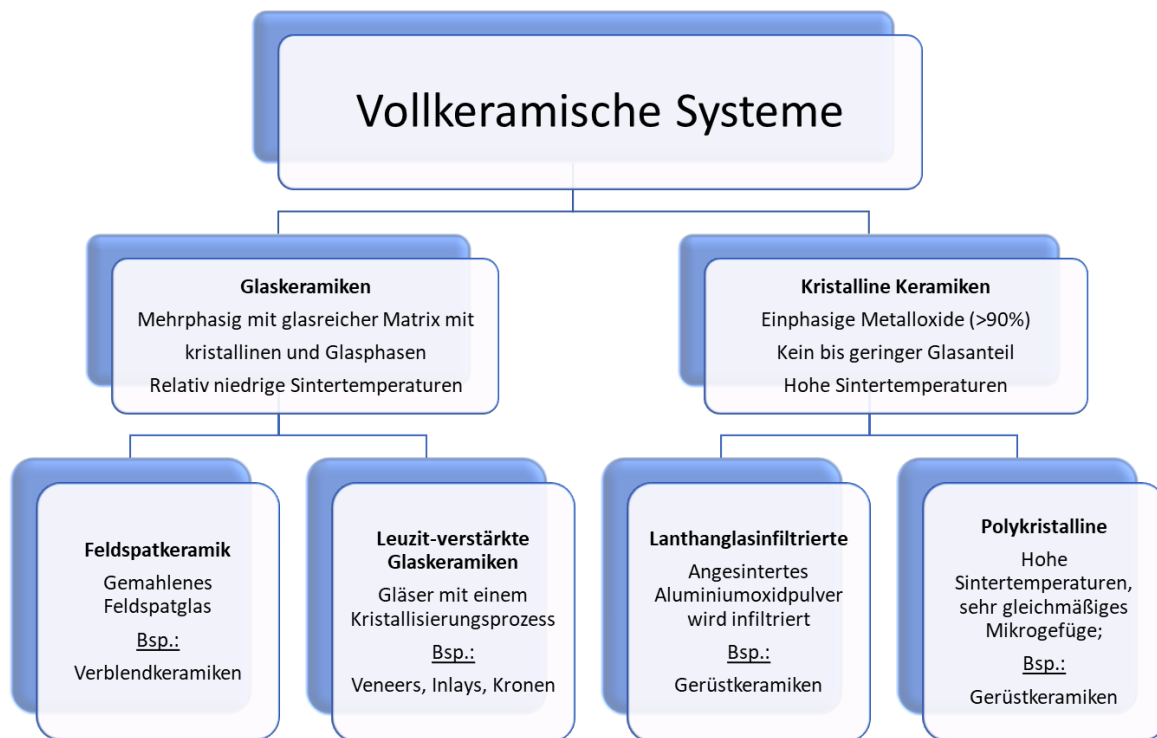 Vollkeramische Systeme
Glaskeramiken
Mehrphasig mit glasreicher Matrix mit
kristallinen und Glasphasen
Relativ niedrige Sintertemperaturen
Kristalline Keramiken
Einphasige Metalloxide (>90%)
Kein bis geringer Glasanteil
Hohe Sintertemperaturen
Feldspatkeramik
Gemahlenes
Feldspatglas
Bsp.:
Verblendkeramiken
Leuzit-verstärkte
Glaskeramiken
Gläser mit einem
Kristallisierungsprozess
Bsp.:
Veneers, Inlays, Kronen
Lanthanglasinfiltrierte
Angesintertes
Aluminiumoxidpulver
wird infiltriert
Bsp.:
Gerüstkeramiken
Polykristalline
Hohe
Sintertemperaturen,
sehr gleichmäßiges
Mikrogefüge;
Bsp.:
Gerüstkeramiken